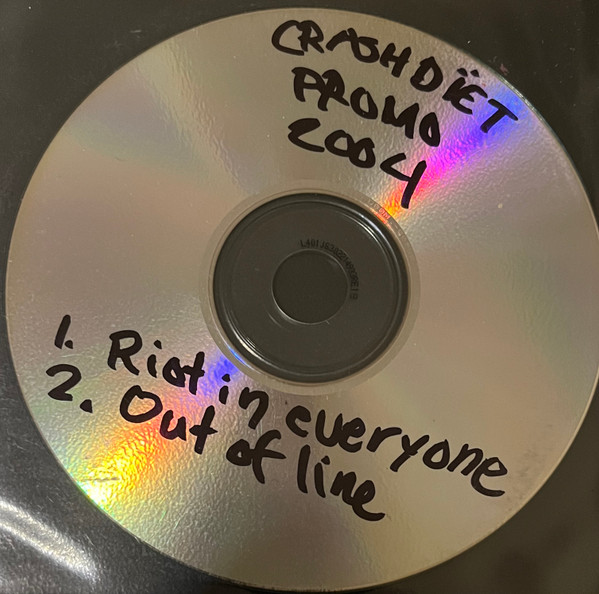 CRASHDÏET
PROMO
2004
1. Riot in everyone
2. Out of line